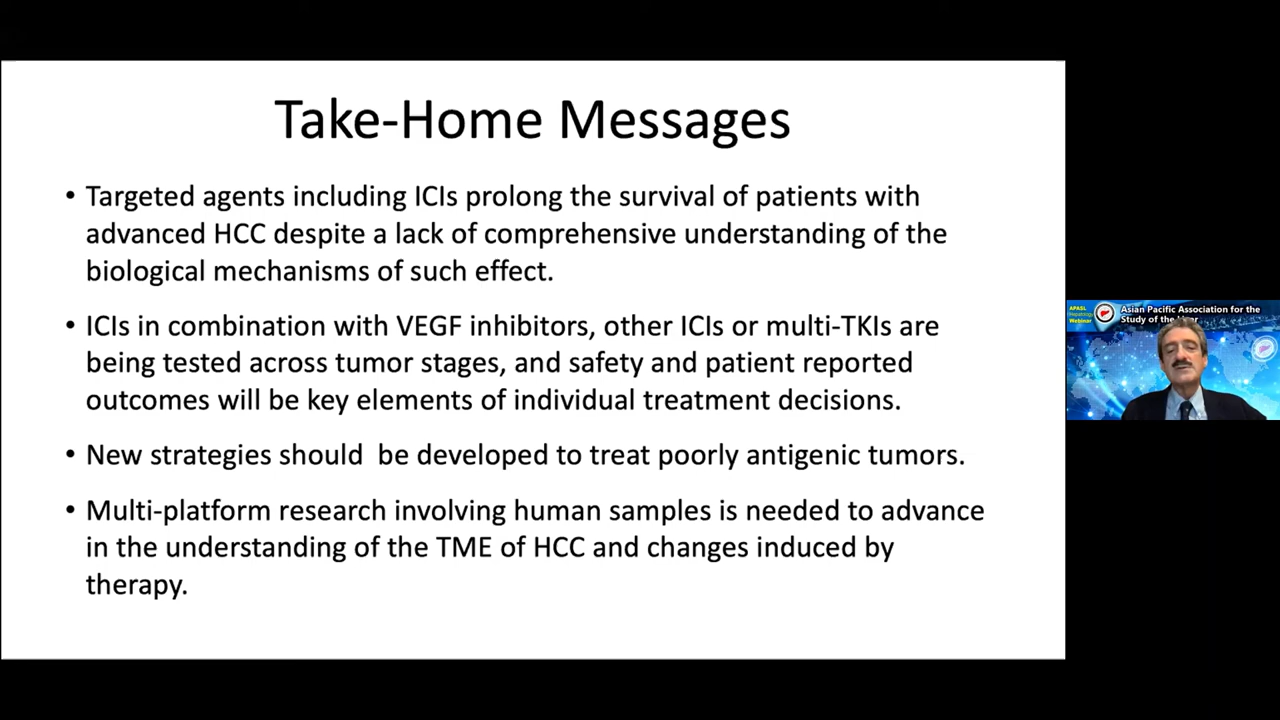 Take-Home Messages
• Targeted agents including ICIs prolong the survival of patients with
advanced HCC despite a lack of comprehensive understanding of the
biological mechanisms of such effect.
• ICIs in combination with VEGF inhibitors, other ICIs or multi-TKIs are
being tested across tumor stages, and safety and patient reported
outcomes will be key elements of individual treatment decisions.
• New strategies should  be developed to treat poorly antigenic tumors.
• Multi-platform research involving human samples is needed to advance
in the understanding of the TME of HCC and changes induced by
therapy.
APASL
Hepatology
Webinar
Asian Pacific Association for the
Study of the